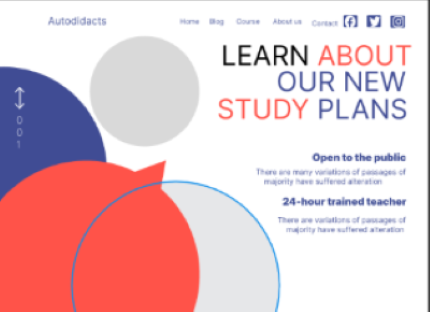 Autodidacts
Home Blog Course About us Contact
LEARN ABOUT
OUR NEW
STUDY PLANS
001
Open to the public
There are many variations of passages of
majority have suffered alteration
24-hour trained teacher
There are variations of passages of
majority have suffered alteration